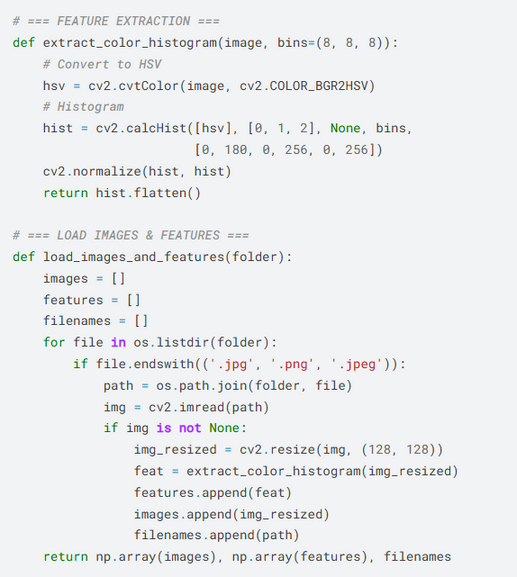 # === FEATURE EXTRACTION ===
def extract_color_histogram(image, bins=(8, 8, 8)):
    # Convert to HSV
    hsv = cv2.cvtColor(image, cv2.COLOR_BGR2HSV)
    # Histogram
    hist = cv2.calcHist([hsv], [0, 1, 2], None, bins,
                        [0, 180, 0, 256, 0, 256])
    cv2.normalize(hist, hist)
    return hist.flatten()

# === LOAD IMAGES & FEATURES ===
def load_images_and_features(folder):
    images = []
    features = []
    filenames = []
    for file in os.listdir(folder):
        if file.endswith(('.jpg', '.png', '.jpeg')):
            path = os.path.join(folder, file)
            img = cv2.imread(path)
            if img is not None:
                img_resized = cv2.resize(img, (128, 128))
                feat = extract_color_histogram(img_resized)
                features.append(feat)
                images.append(img_resized)
                filenames.append(path)
    return np.array(images), np.array(features), filenames